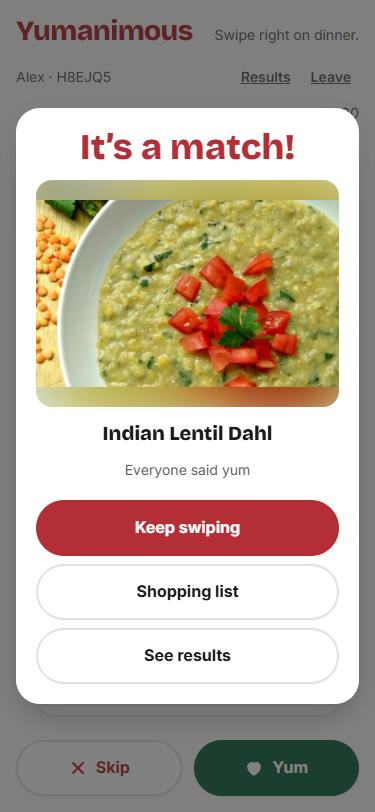 Yumanimous
Swipe right on dinner.
Alex · H8EJQ5
Results
Leave
It's a match!
Indian Lentil Dahl
Everyone said yum
Keep swiping
Shopping list
See results
Skip
Yum